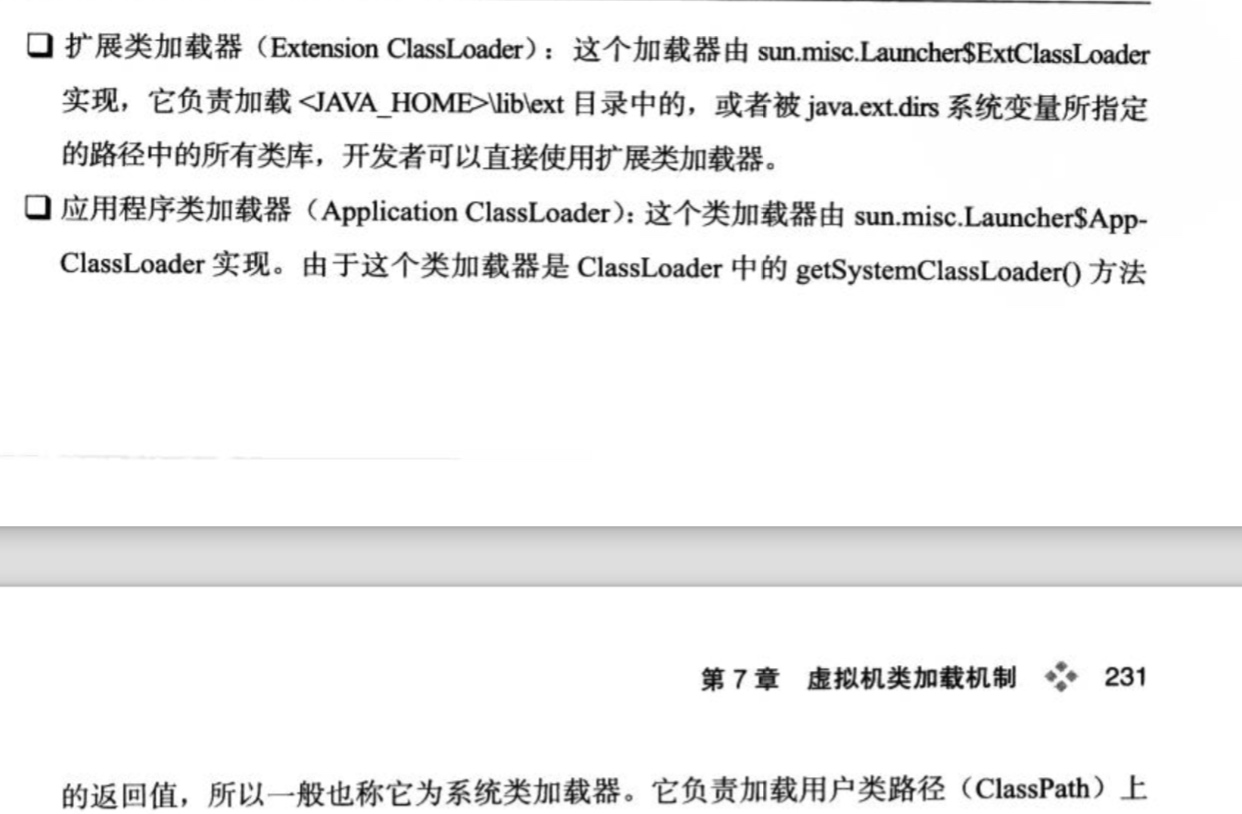 ❑ 扩展类加载器（Extension ClassLoader）：这个加载器由 sun.misc.Launcher$ExtClassLoader
实现，它负责加载 <JAVA_HOME>\lib\ext 目录中的，或者被 java.ext.dirs 系统变量所指定
的路径中的所有类库，开发者可以直接使用扩展类加载器。
❑ 应用程序类加载器（Application ClassLoader）：这个类加载器由 sun.misc.Launcher$App-
ClassLoader 实现。由于这个类加载器是 ClassLoader 中的 getSystemClassLoader() 方法
第 7 章 虚拟机类加载机制 231
的返回值，所以一般也称它为系统类加载器。它负责加载用户类路径（ClassPath）上